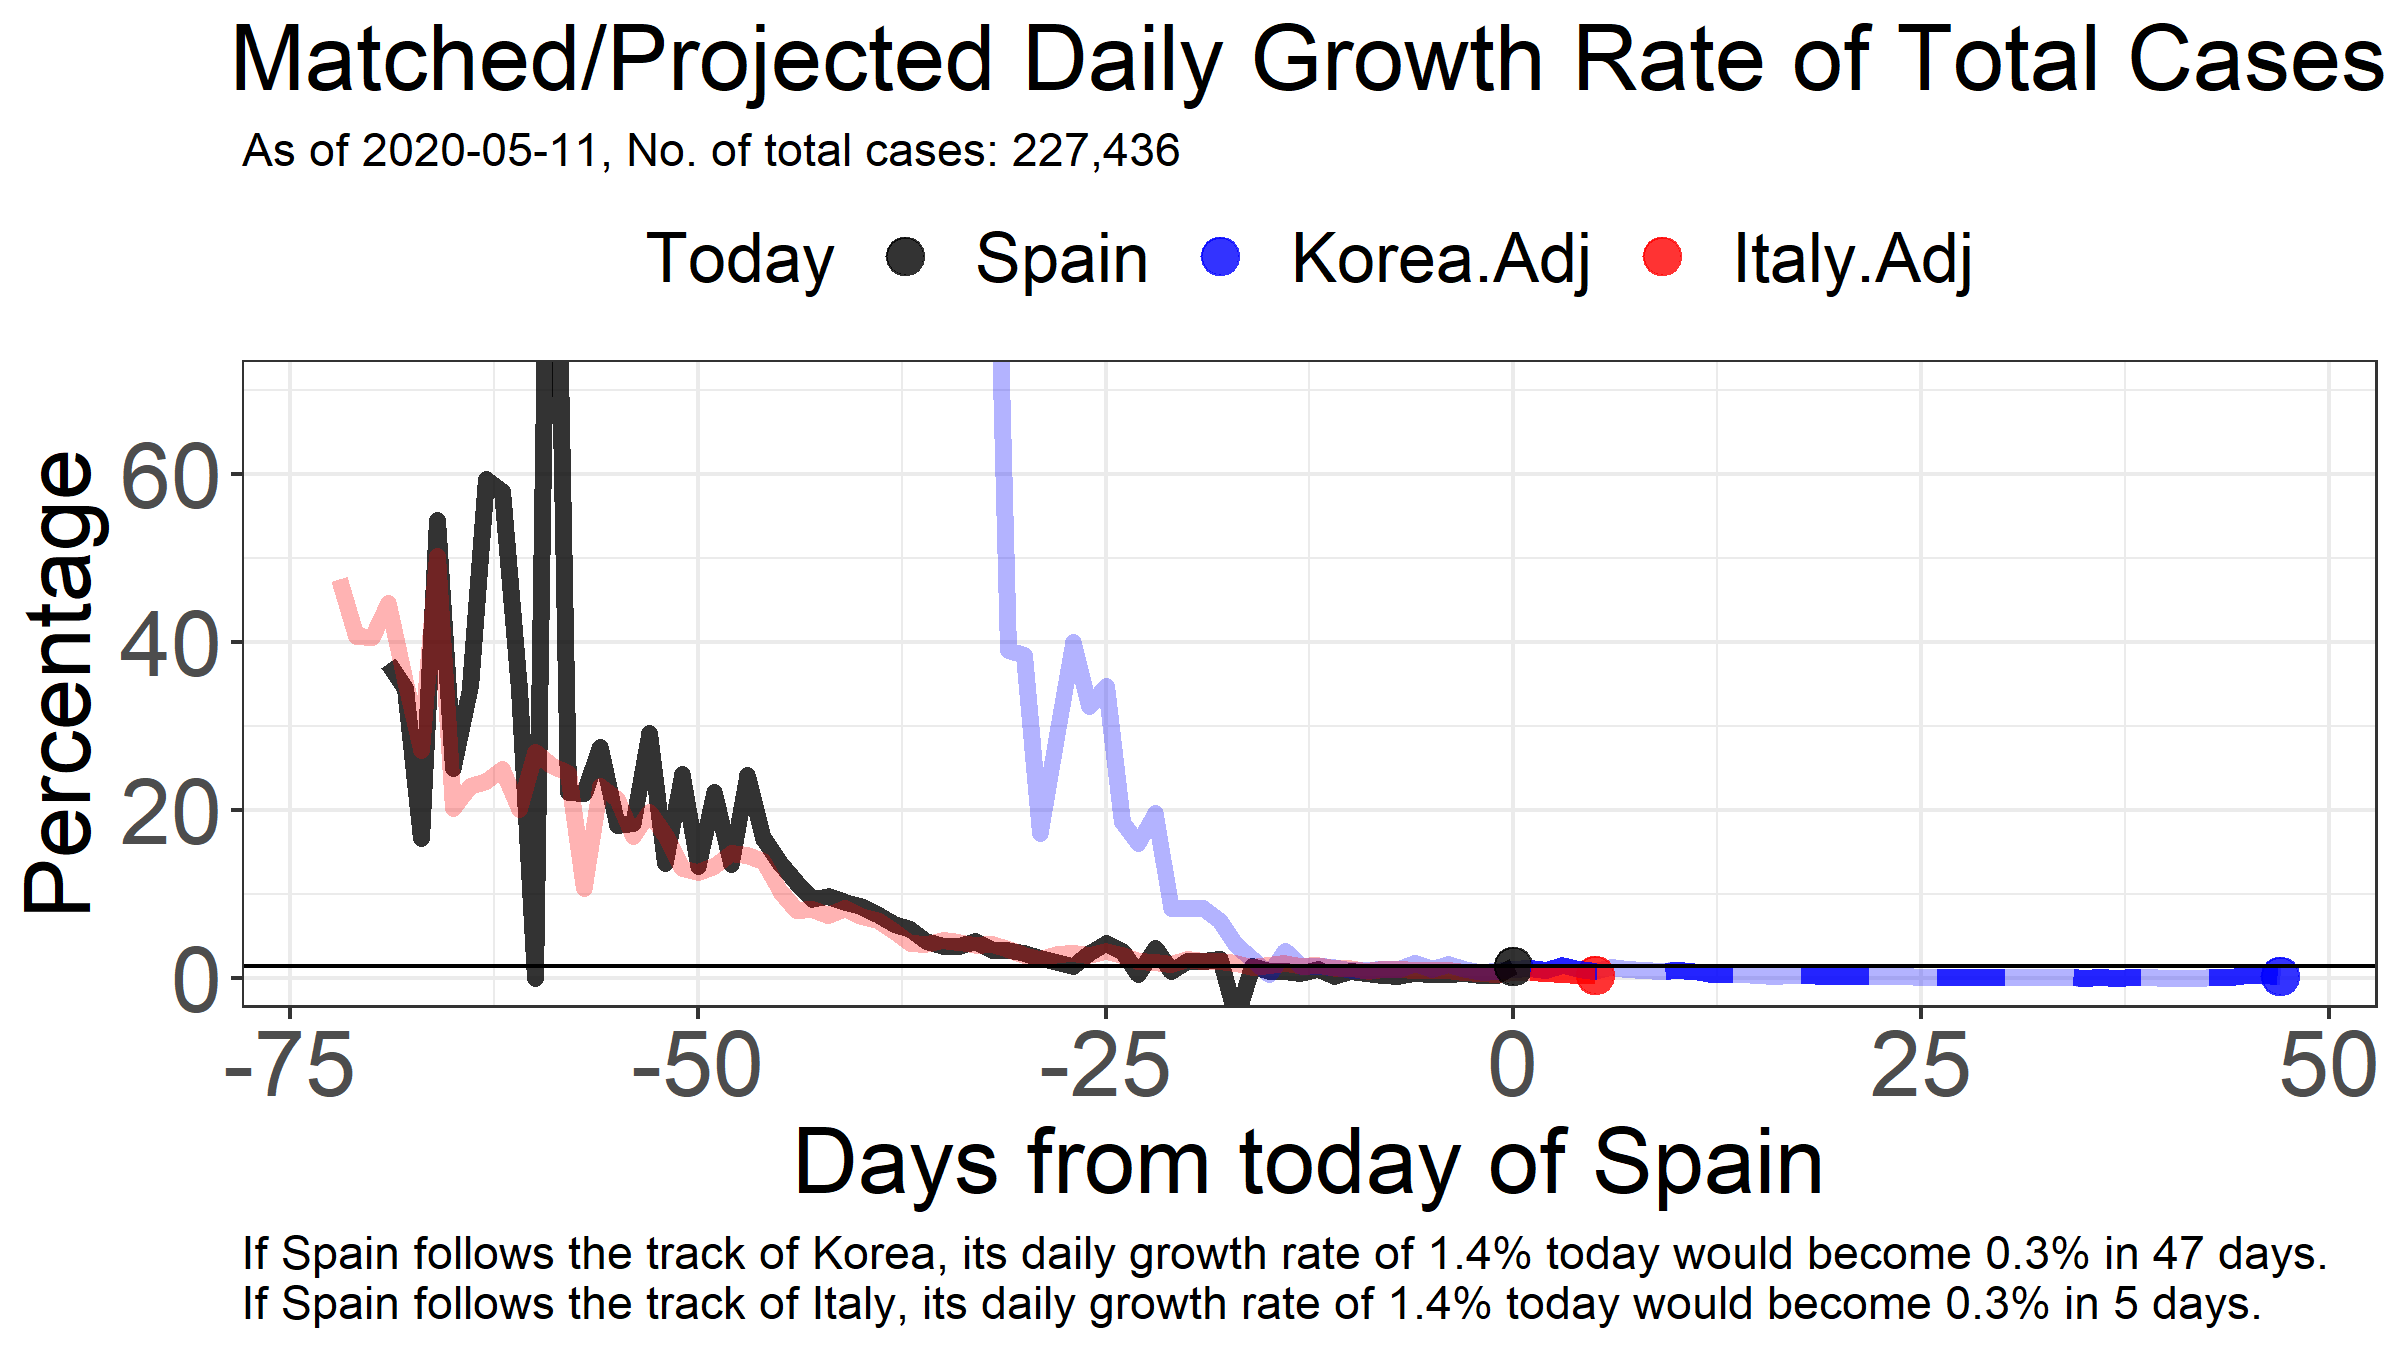 Matched/Projected Daily Growth Rate of Total Cases
As of 2020-05-11, No. of total cases: 227,436
Today Spain Korea.Adj Italy.Adj
Percentage
60
40
20
0
-75 -50 -25 0 25 50
Days from today of Spain
If Spain follows the track of Korea, its daily growth rate of 1.4% today would become 0.3% in 47 days.
If Spain follows the track of Italy, its daily growth rate of 1.4% today would become 0.3% in 5 days.